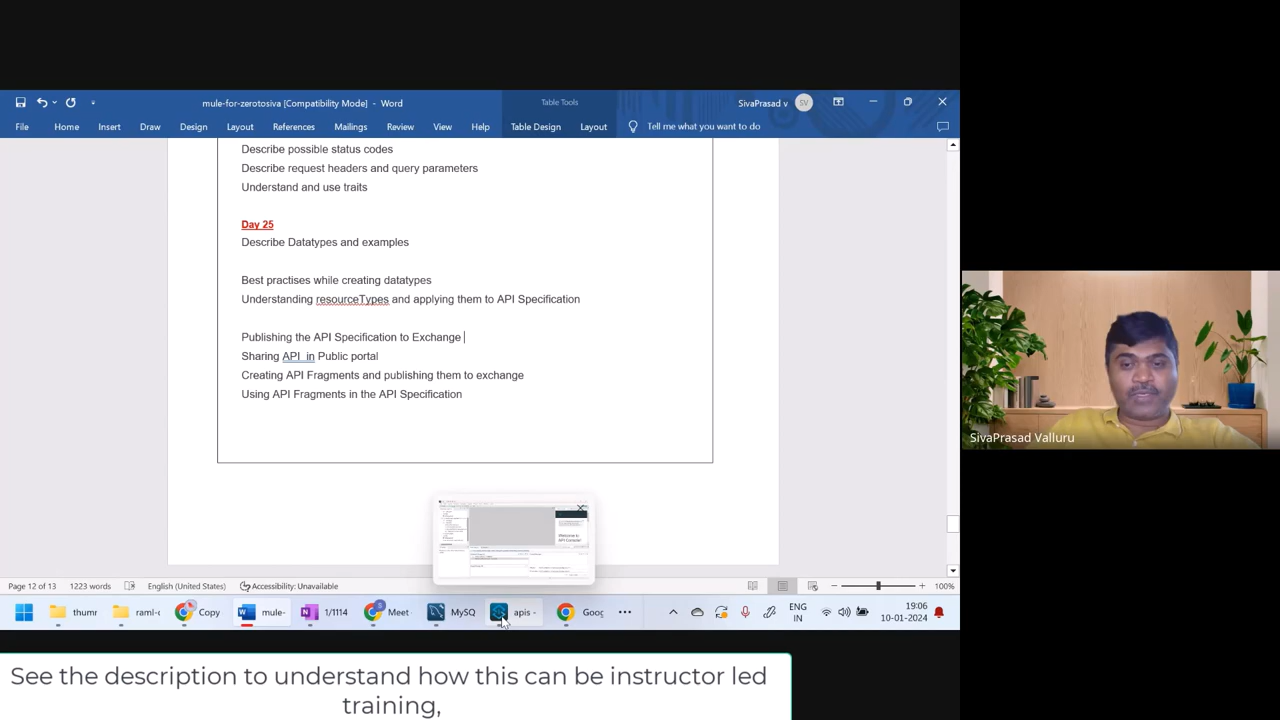 mule-for-zerotosiva [Compatibility Mode] - Word
Table Tools
SivaPrasad v
SV
File
Home
Insert
Draw
Design
Layout
References
Mailings
Review
View
Help
Table Design
Layout
Tell me what you want to do
Describe possible status codes
Describe request headers and query parameters
Understand and use traits
Day 25
Describe Datatypes and examples
Best practises while creating datatypes
Understanding resourceTypes and applying them to API Specification
Publishing the API Specification to Exchange
Sharing API in Public portal
Creating API Fragments and publishing them to exchange
Using API Fragments in the API Specification
SivaPrasad Valluru
Welcome to
API Console!
Page 12 of 13
1223 words
English (United States)
Accessibility: Unavailable
100%
thumr
raml-c
Copy
mule-
1/1114
Meet
MySQ
apis -
Goog
ENG
IN
19:06
10-01-2024
See the description to understand how this can be instructor led
training,